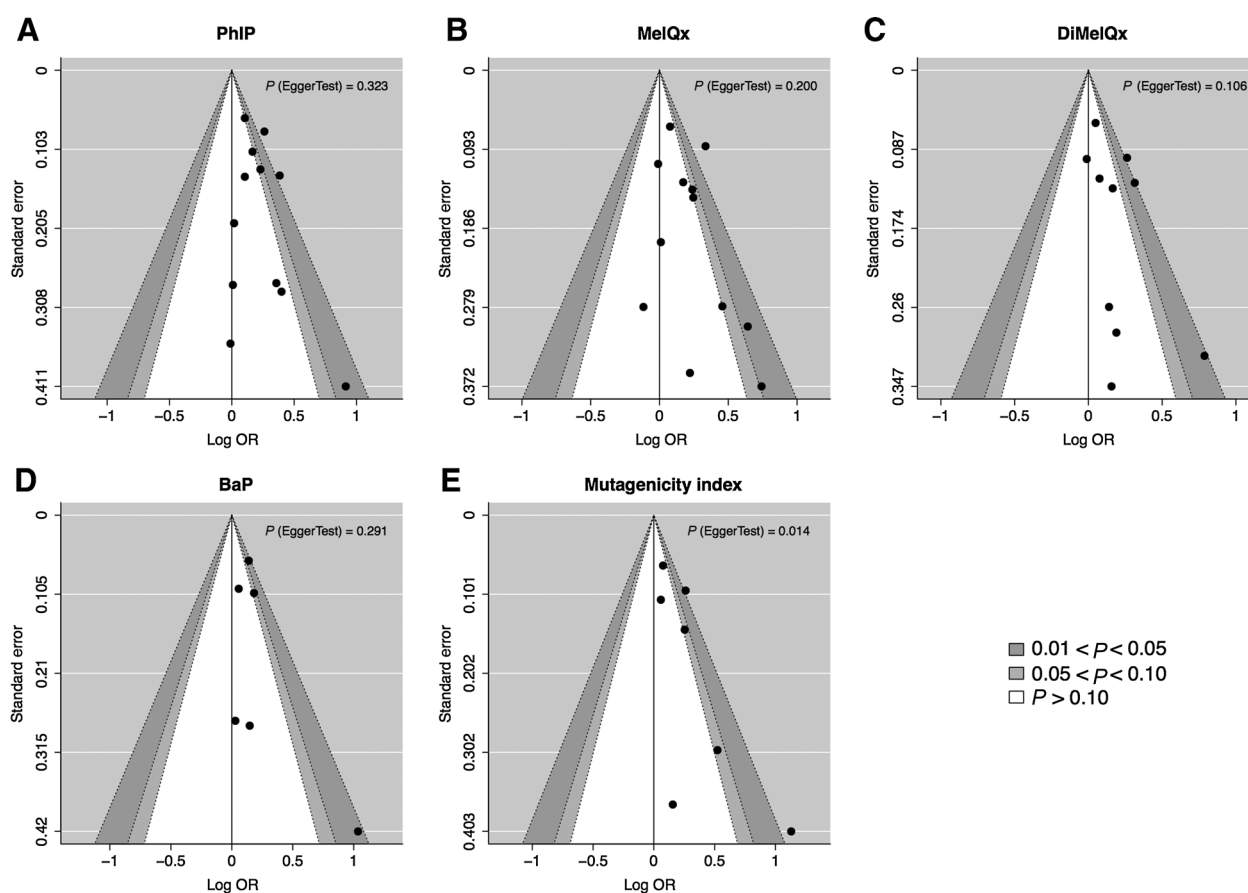 A
PhIP
P (EggerTest) = 0.323
0
0.103
0.205
0.308
0.411
Standard error
−1
−0.5
0
0.5
1
Log OR
B
MelQx
P (EggerTest) = 0.200
0
0.093
0.186
0.279
0.372
Standard error
−1
−0.5
0
0.5
1
Log OR
C
DiMelQx
P (EggerTest) = 0.106
0
0.087
0.174
0.26
0.347
Standard error
−1
−0.5
0
0.5
1
Log OR
D
BaP
P (EggerTest) = 0.291
0
0.105
0.21
0.315
0.42
Standard error
−1
−0.5
0
0.5
1
Log OR
E
Mutagenicity index
P (EggerTest) = 0.014
0
0.101
0.202
0.302
0.403
Standard error
−1
−0.5
0
0.5
1
Log OR
0.01 < P < 0.05
0.05 < P < 0.10
P > 0.10